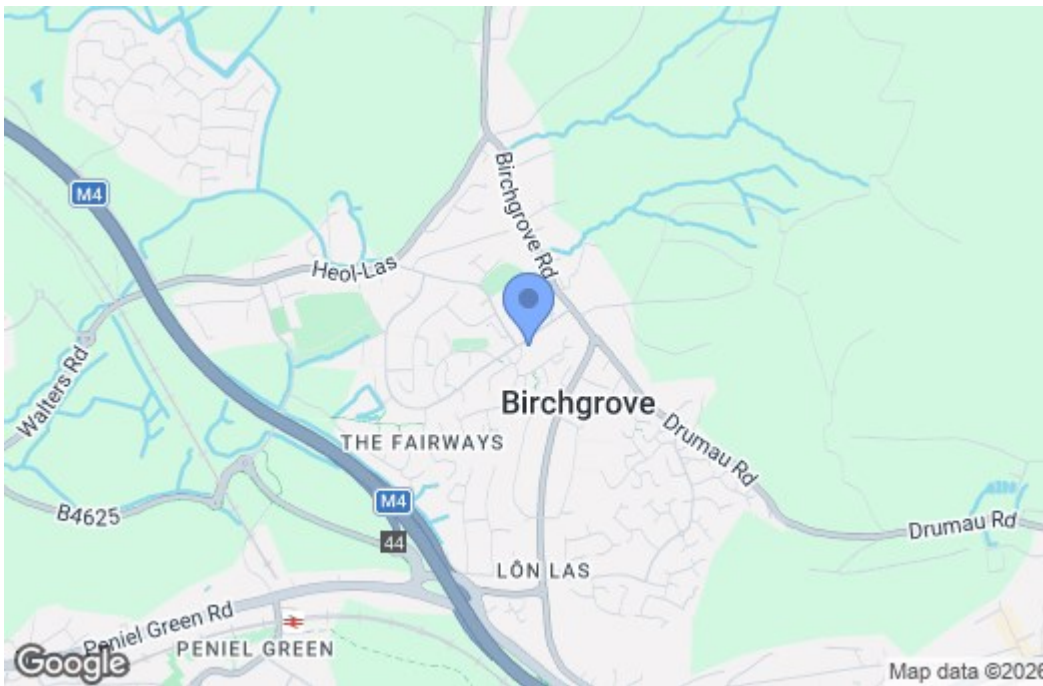 M4
Birchgrove Rd
Heol-Las
Walters Rd
Birchgrove
THE FAIRWAYS
Drumau Rd
M4
B4625
Drumau Rd
44
LÔN LAS
Peniel Green Rd
PENIEL GREEN
Google
Map data ©2026